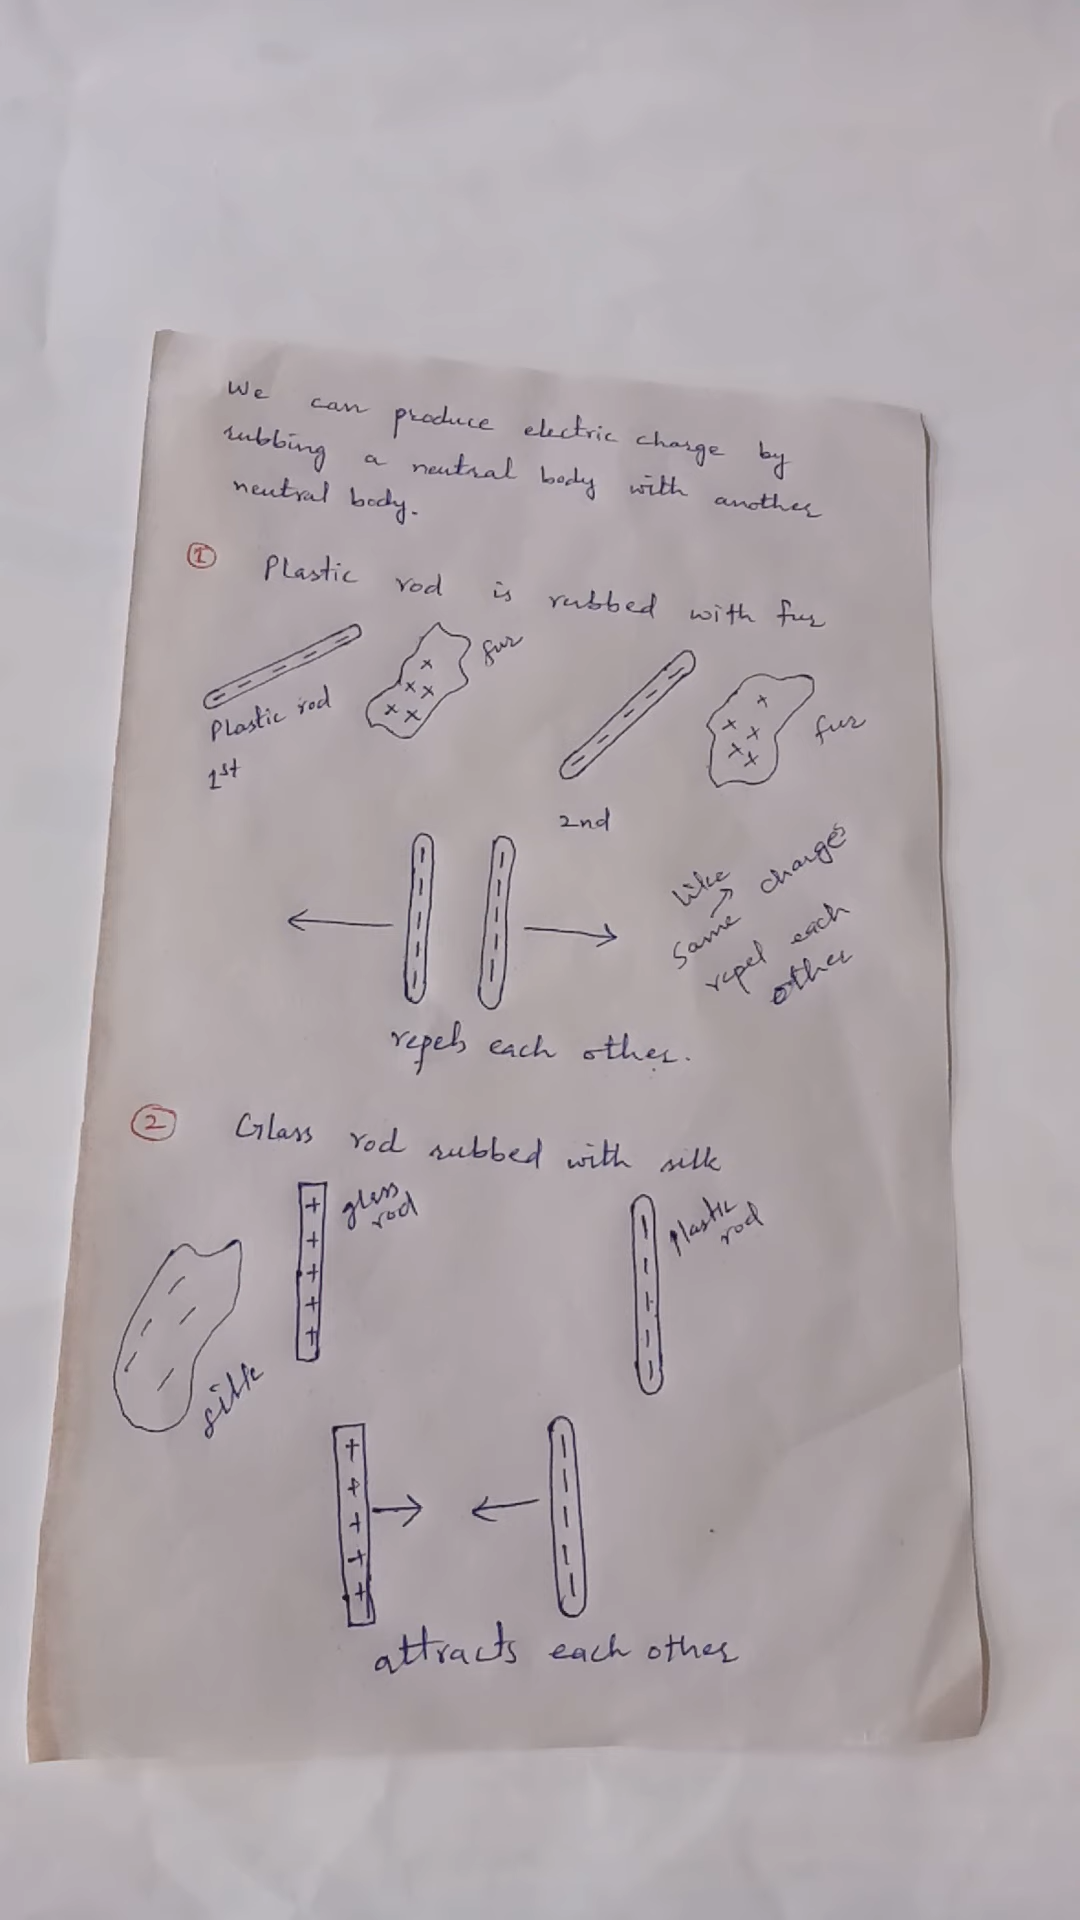 We can produce electric charge by
rubbing a neutral body with another
neutral body.
1 Plastic rod is rubbed with fur
Plastic rod
1st
fur
2nd
fur
repels each other.
Like
Same → charges
repel each
other
2 Glass rod rubbed with silk
silk
glass
rod
plastic
rod
attracts each other